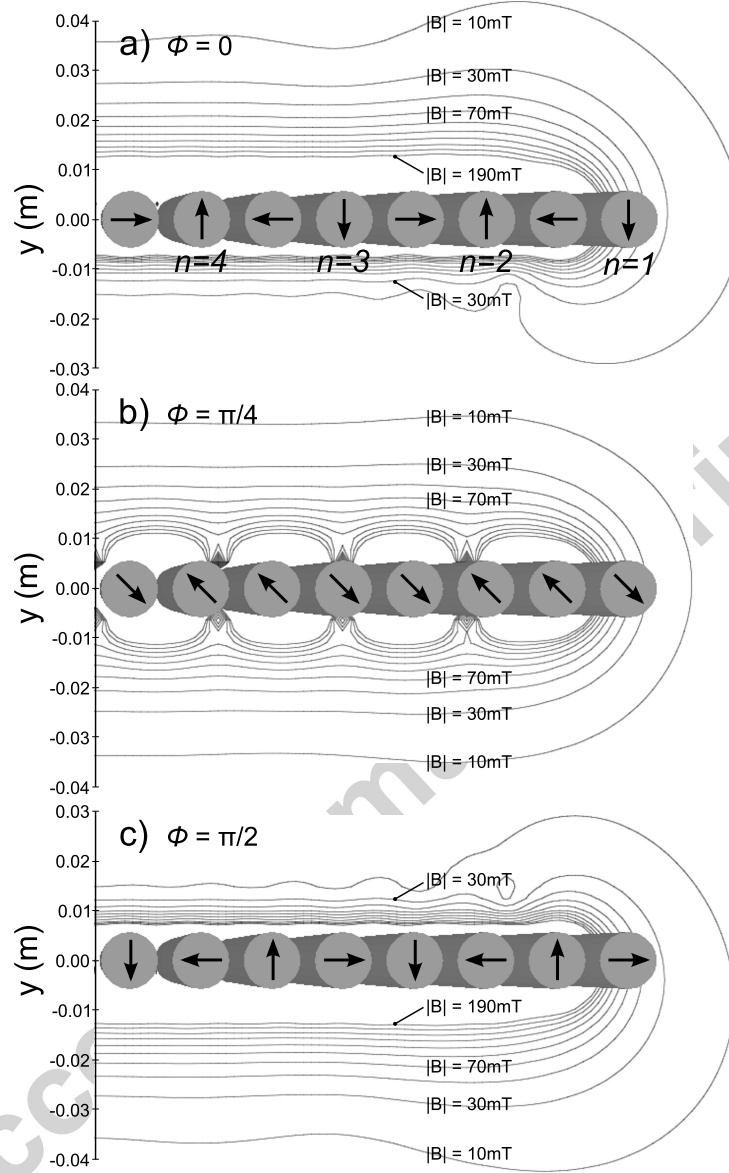 0.04
a) Φ = 0
|B| = 10mT
0.03
|B| = 30mT
0.02
|B| = 70mT
0.01
|B| = 190mT
y (m)
0.00
n=4
n=3
n=2
n=1
-0.01
|B| = 30mT
-0.02
-0.03
0.04
b) Φ = π/4
|B| = 10mT
0.03
|B| = 30mT
0.02
|B| = 70mT
0.01
y (m)
0.00
-0.01
|B| = 70mT
-0.02
|B| = 30mT
-0.03
|B| = 10mT
-0.04
0.03
c) Φ = π/2
0.02
|B| = 30mT
0.01
y (m)
0.00
|B| = 190mT
-0.01
|B| = 70mT
-0.02
|B| = 30mT
-0.03
|B| = 10mT
-0.04